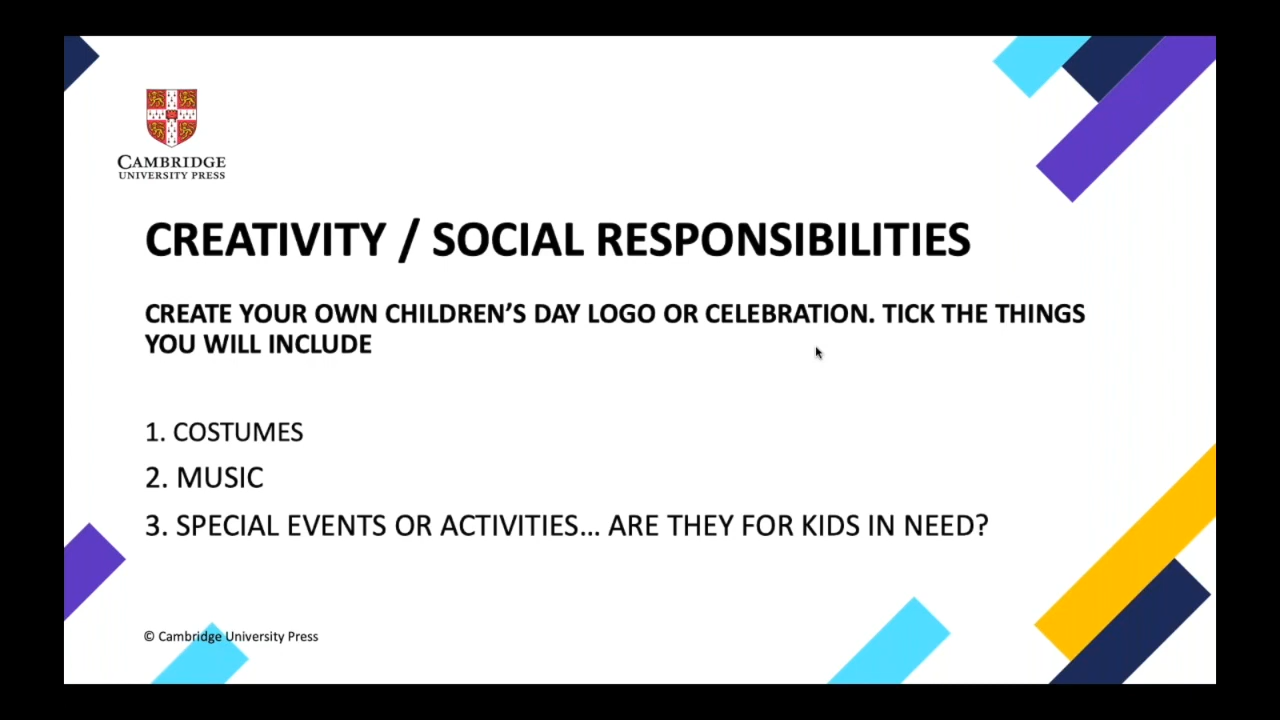 CAMBRIDGE
UNIVERSITY PRESS
CREATIVITY / SOCIAL RESPONSIBILITIES
CREATE YOUR OWN CHILDREN’S DAY LOGO OR CELEBRATION. TICK THE THINGS
YOU WILL INCLUDE
1. COSTUMES
2. MUSIC
3. SPECIAL EVENTS OR ACTIVITIES... ARE THEY FOR KIDS IN NEED?
© Cambridge University Press